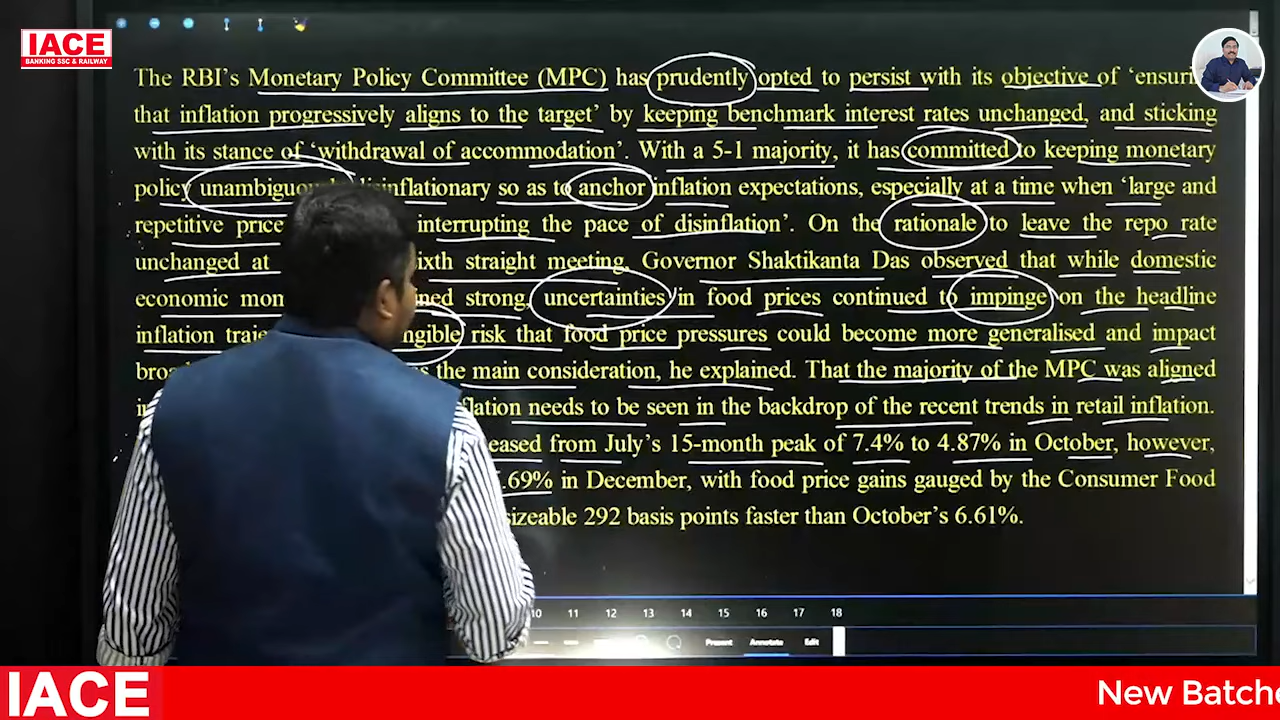 IACE
BANKING SSC & RAILWAY
The RBI's Monetary Policy Committee (MPC) has prudently opted to persist with its objective of 'ensuri
that inflation progressively aligns to the target' by keeping benchmark interest rates unchanged, and sticking
with its stance of 'withdrawal of accommodation'. With a 5-1 majority, it has committed to keeping monetary
policy unambiguou disinflationary so as to anchor inflation expectations, especially at a time when 'large and
repetitive price interrupting the pace of disinflation'. On the rationale to leave the repo rate
unchanged at ixth straight meeting, Governor Shaktikanta Das observed that while domestic
economic mon ned strong, uncertainties in food prices continued to impinge on the headline
inflation traje ngible risk that food price pressures could become more generalised and impact
broa s the main consideration, he explained. That the majority of the MPC was aligned
flation needs to be seen in the backdrop of the recent trends in retail inflation.
eased from July's 15-month peak of 7.4% to 4.87% in October, however,
.69% in December, with food price gains gauged by the Consumer Food
sizeable 292 basis points faster than October's 6.61%.
10 11 12 13 14 15 16 17 18
Present Annotate Edit
IACE New Batche